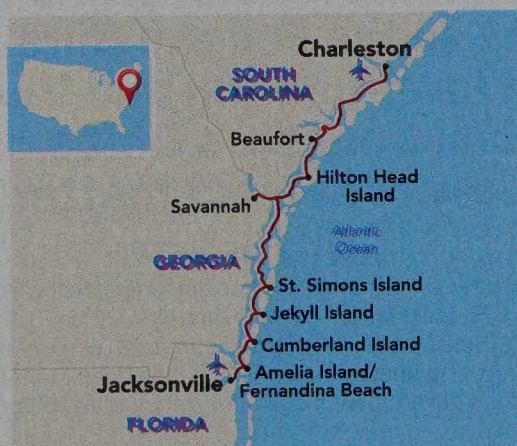 Charleston
SOUTH
CAROLINA
Beaufort
Hilton Head
Island
Savannah
Atlantic
Ocean
GEORGIA
St. Simons Island
Jekyll Island
Cumberland Island
Amelia Island/
Fernandina Beach
Jacksonville
FLORIDA